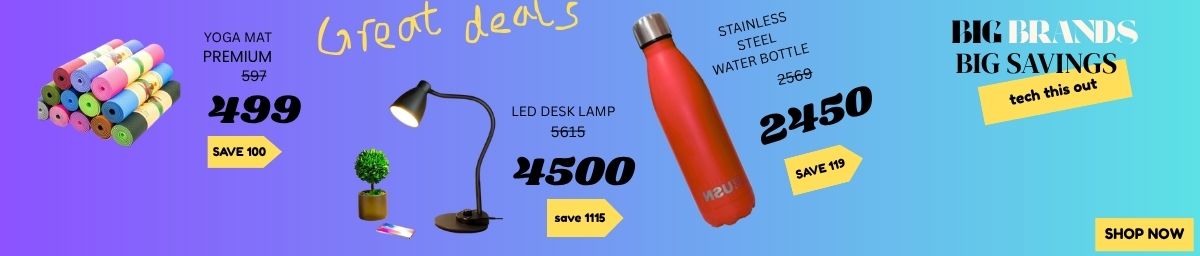 Great deals
YOGA MAT
PREMIUM
597
499
SAVE 100
LED DESK LAMP
5615
4500
save 1115
STAINLESS
STEEL
WATER BOTTLE
2569
2450
SAVE 119
BIG BRANDS
BIG SAVINGS
tech this out
SHOP NOW